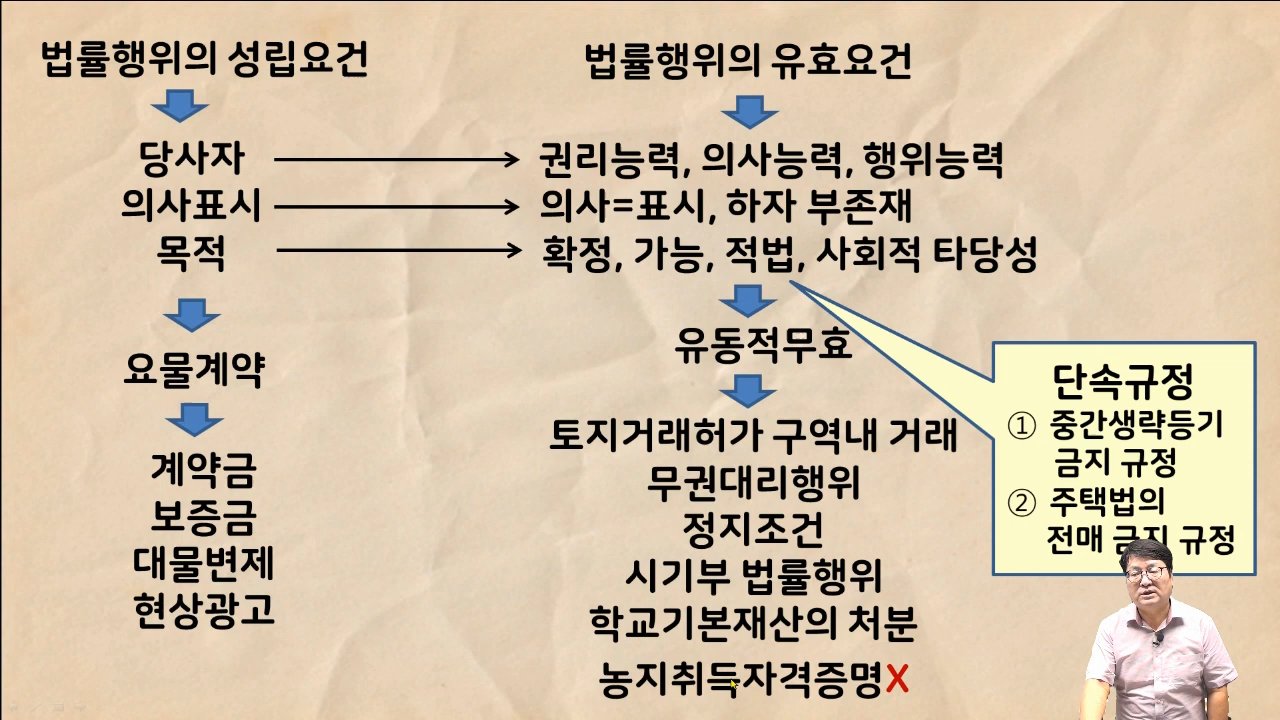 법률행위의 성립요건
당사자
의사표시
목적
요물계약
계약금
보증금
대물변제
현상광고
법률행위의 유효요건
권리능력, 의사능력, 행위능력
의사=표시, 하자 부존재
확정, 가능, 적법, 사회적 타당성
유동적무효
토지거래허가 구역내 거래
무권대리행위
정지조건
시기부 법률행위
학교기본재산의 처분
농지취득자격증명X
단속규정
① 중간생략등기
금지 규정
② 주택법의
전매 금지 규정